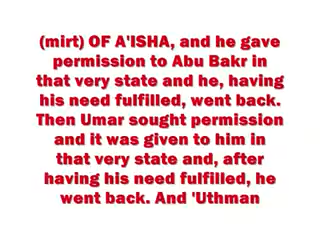 (mirt) OF A'ISHA, and he gave
permission to Abu Bakr in
that very state and he, having
his need fulfilled, went back.
Then Umar sought permission
and it was given to him in
that very state and, after
having his need fulfilled, he
went back. And 'Uthman